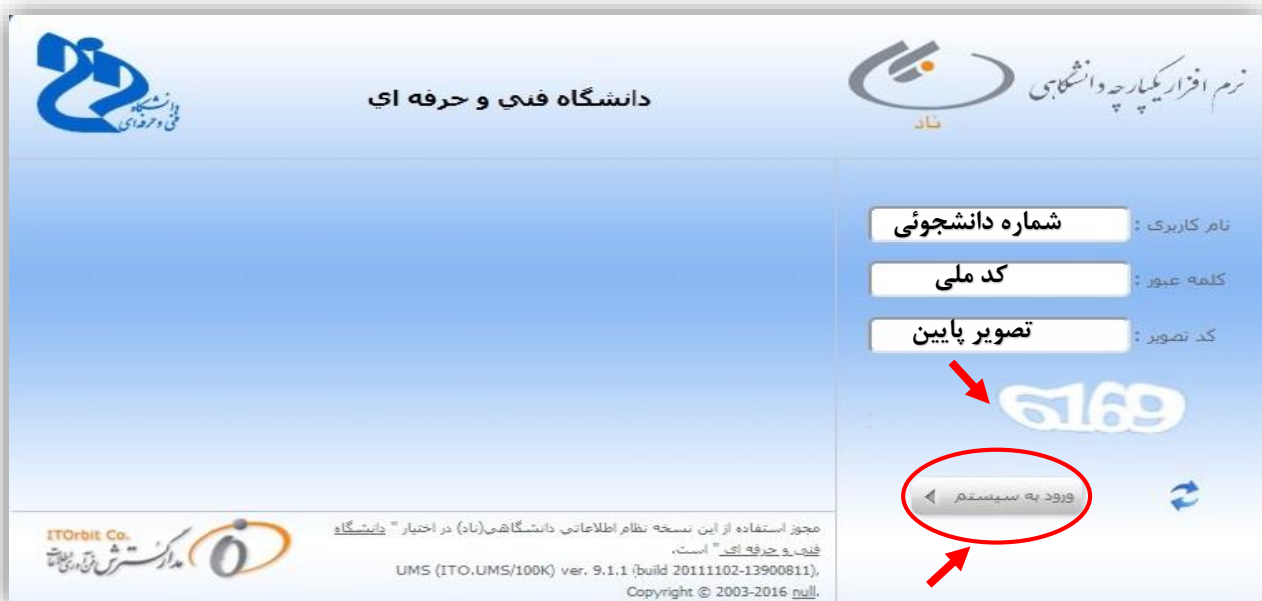 نرم افزار یکپارچه دانشگاهی
ناد
دانشگاه فني و حرفه اي
دانشگاه
فنی و حرفه‌ای
نام کاربری :
شماره دانشجوئی
کلمه عبور :
کد ملی
کد تصویر :
تصویر پایین
6169
ورود به سیستم
مجوز استفاده از این نسخه نظام اطلاعاتی دانشگاهی(ناد) در اختیار " دانشگاه
فني و حرفه اي " است.
UMS (ITO.UMS/100K) ver. 9.1.1 (build 20111102-13900811),
Copyright © 2003-2016 null.
ITOrbit Co.
مدار گسترش فن‌آوری اطلاعات